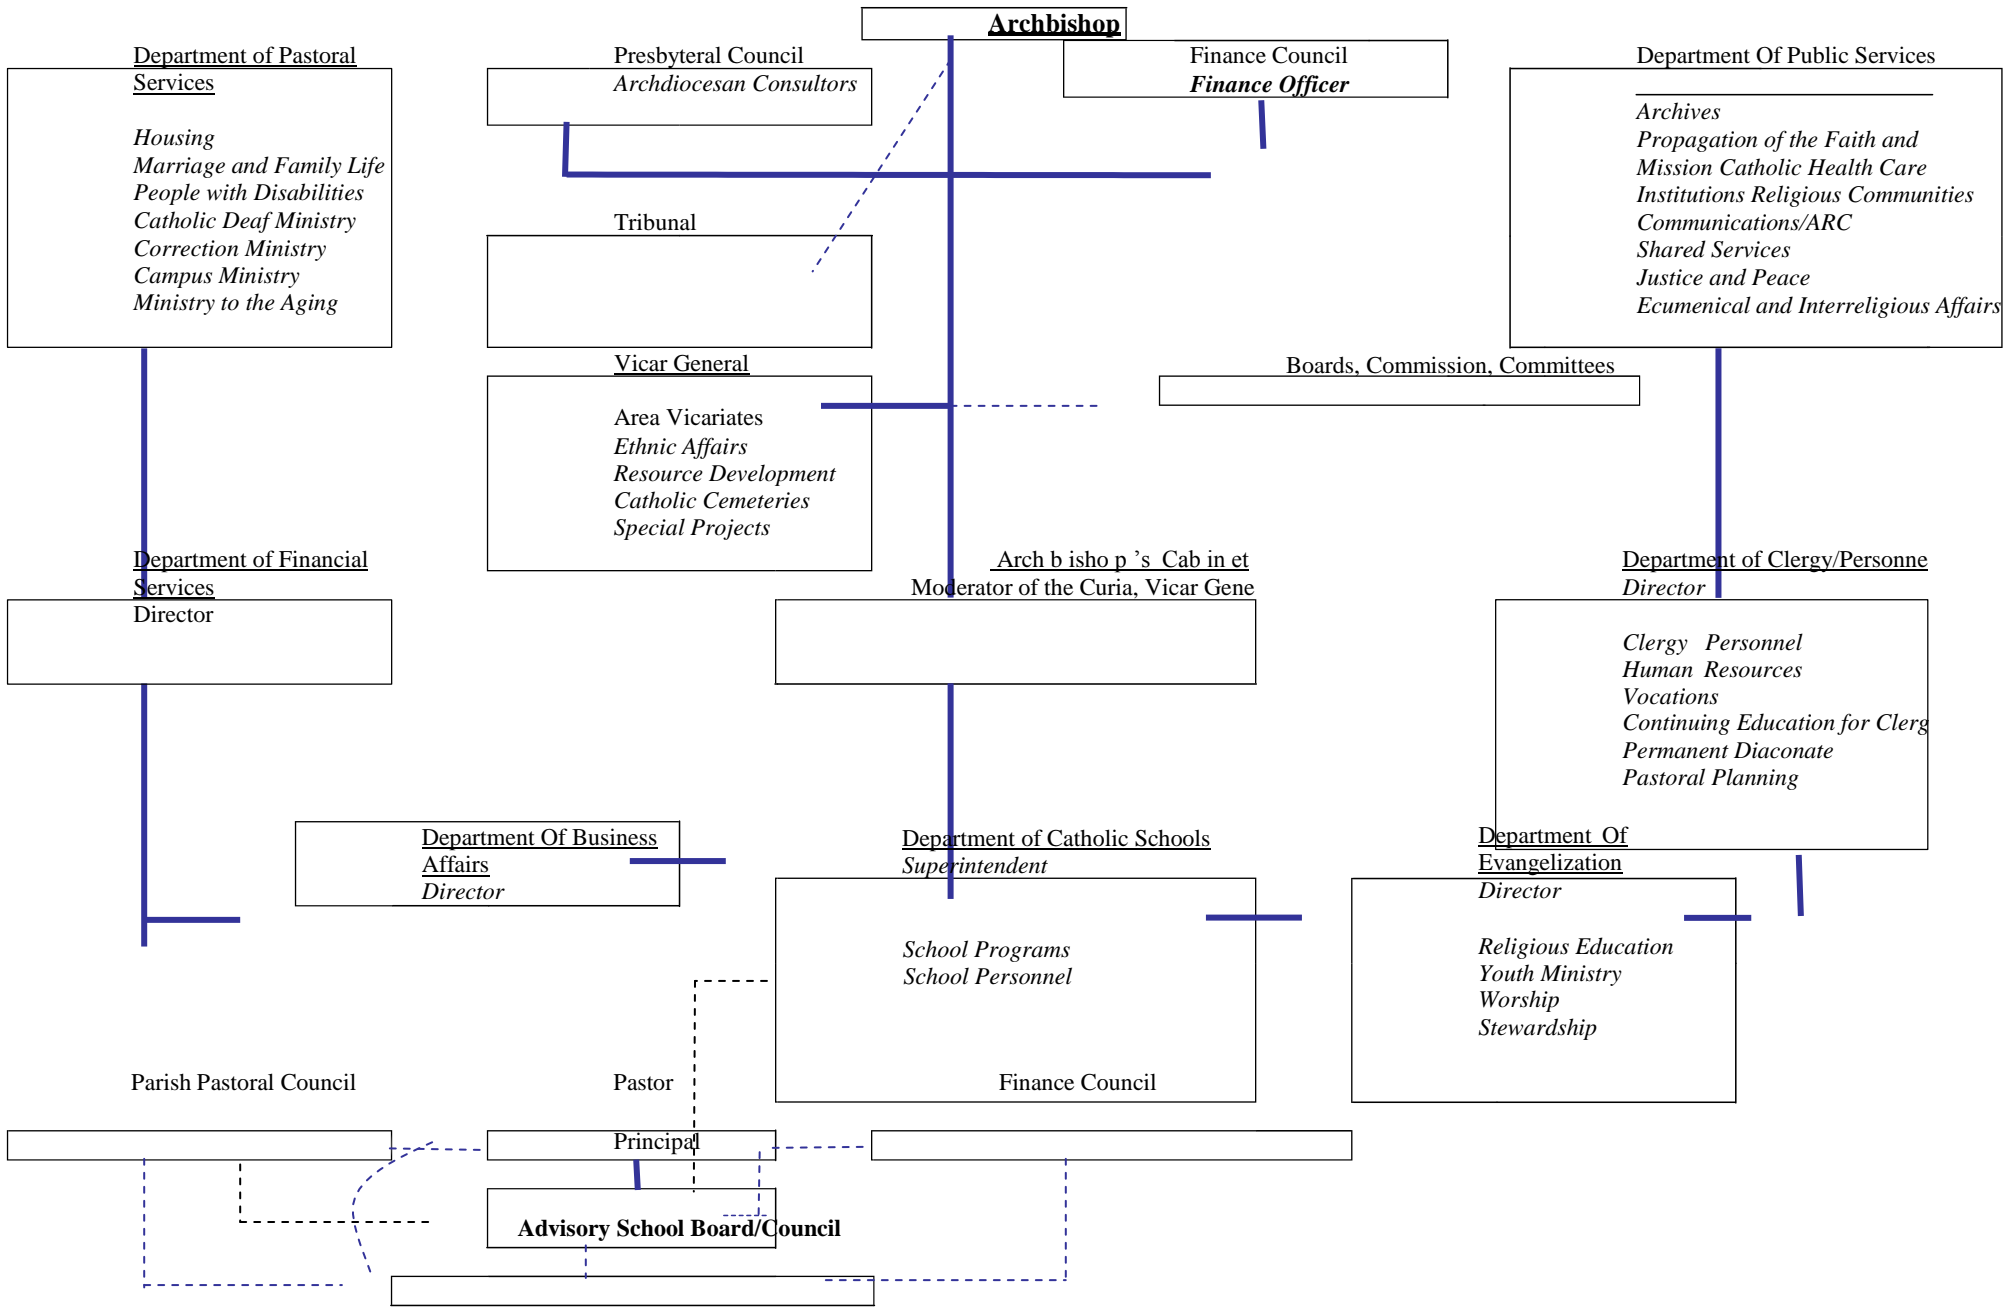 Archbishop
Department of Pastoral
Services
Housing
Marriage and Family Life
People with Disabilities
Catholic Deaf Ministry
Correction Ministry
Campus Ministry
Ministry to the Aging
Presbyteral Council
Archdiocesan Consultors
Finance Council
Finance Officer
Department Of Public Services
Archives
Propagation of the Faith and
Mission Catholic Health Care
Institutions Religious Communities
Communications/ARC
Shared Services
Justice and Peace
Ecumenical and Interreligious Affairs
Tribunal
Vicar General
Area Vicariates
Ethnic Affairs
Resource Development
Catholic Cemeteries
Special Projects
Boards, Commission, Committees
Department of Financial
Services
Director
Arch b isho p ’s Cab in et
Moderator of the Curia, Vicar Gene
Department of Clergy/Personne
Director
Clergy Personnel
Human Resources
Vocations
Continuing Education for Clerg
Permanent Diaconate
Pastoral Planning
Department Of Business
Affairs
Director
Department of Catholic Schools
Superintendent
School Programs
School Personnel
Department Of
Evangelization
Director
Religious Education
Youth Ministry
Worship
Stewardship
Parish Pastoral Council
Pastor
Finance Council
Principal
Advisory School Board/Council